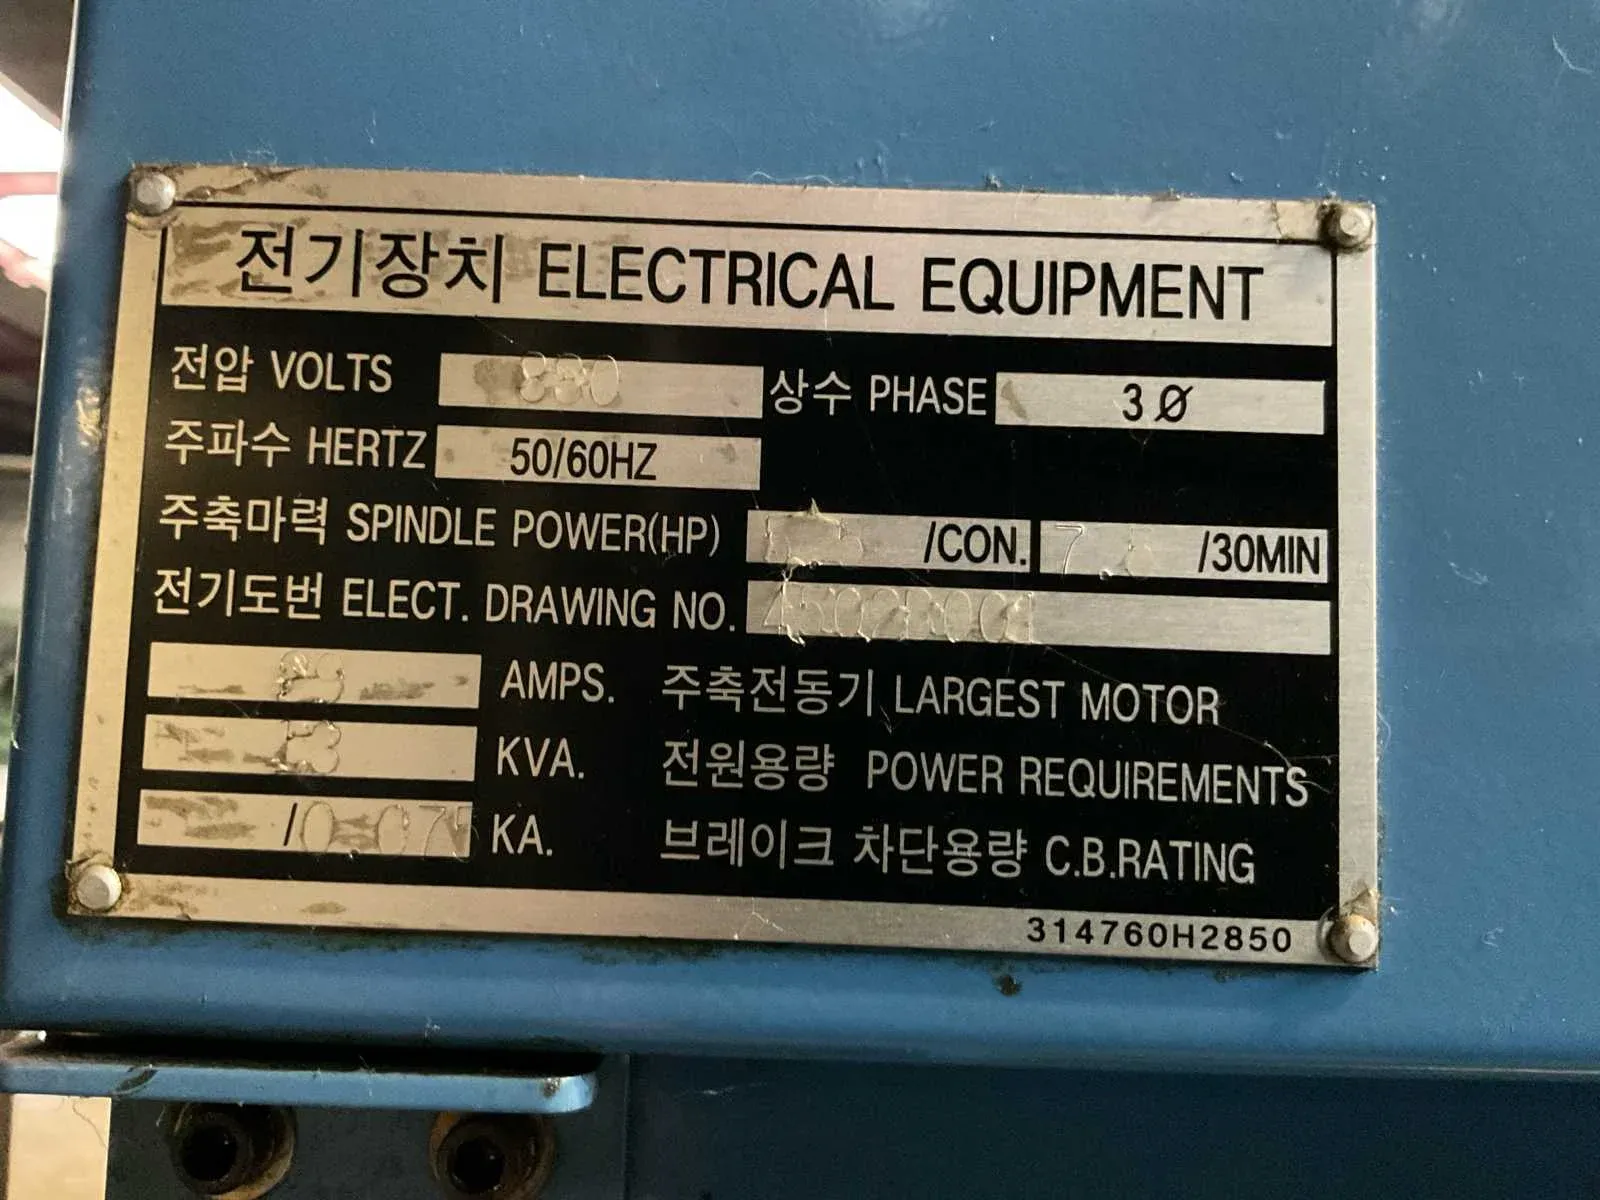 전기장치 ELECTRICAL EQUIPMENT
전압 VOLTS 상수 PHASE 3Ø
주파수 HERTZ 50/60HZ
주축마력 SPINDLE POWER(HP) /CON. /30MIN
전기도번 ELECT. DRAWING NO.
AMPS. 주축전동기 LARGEST MOTOR
KVA. 전원용량 POWER REQUIREMENTS
KA. 브레이크 차단용량 C.B.RATING
314760H2850